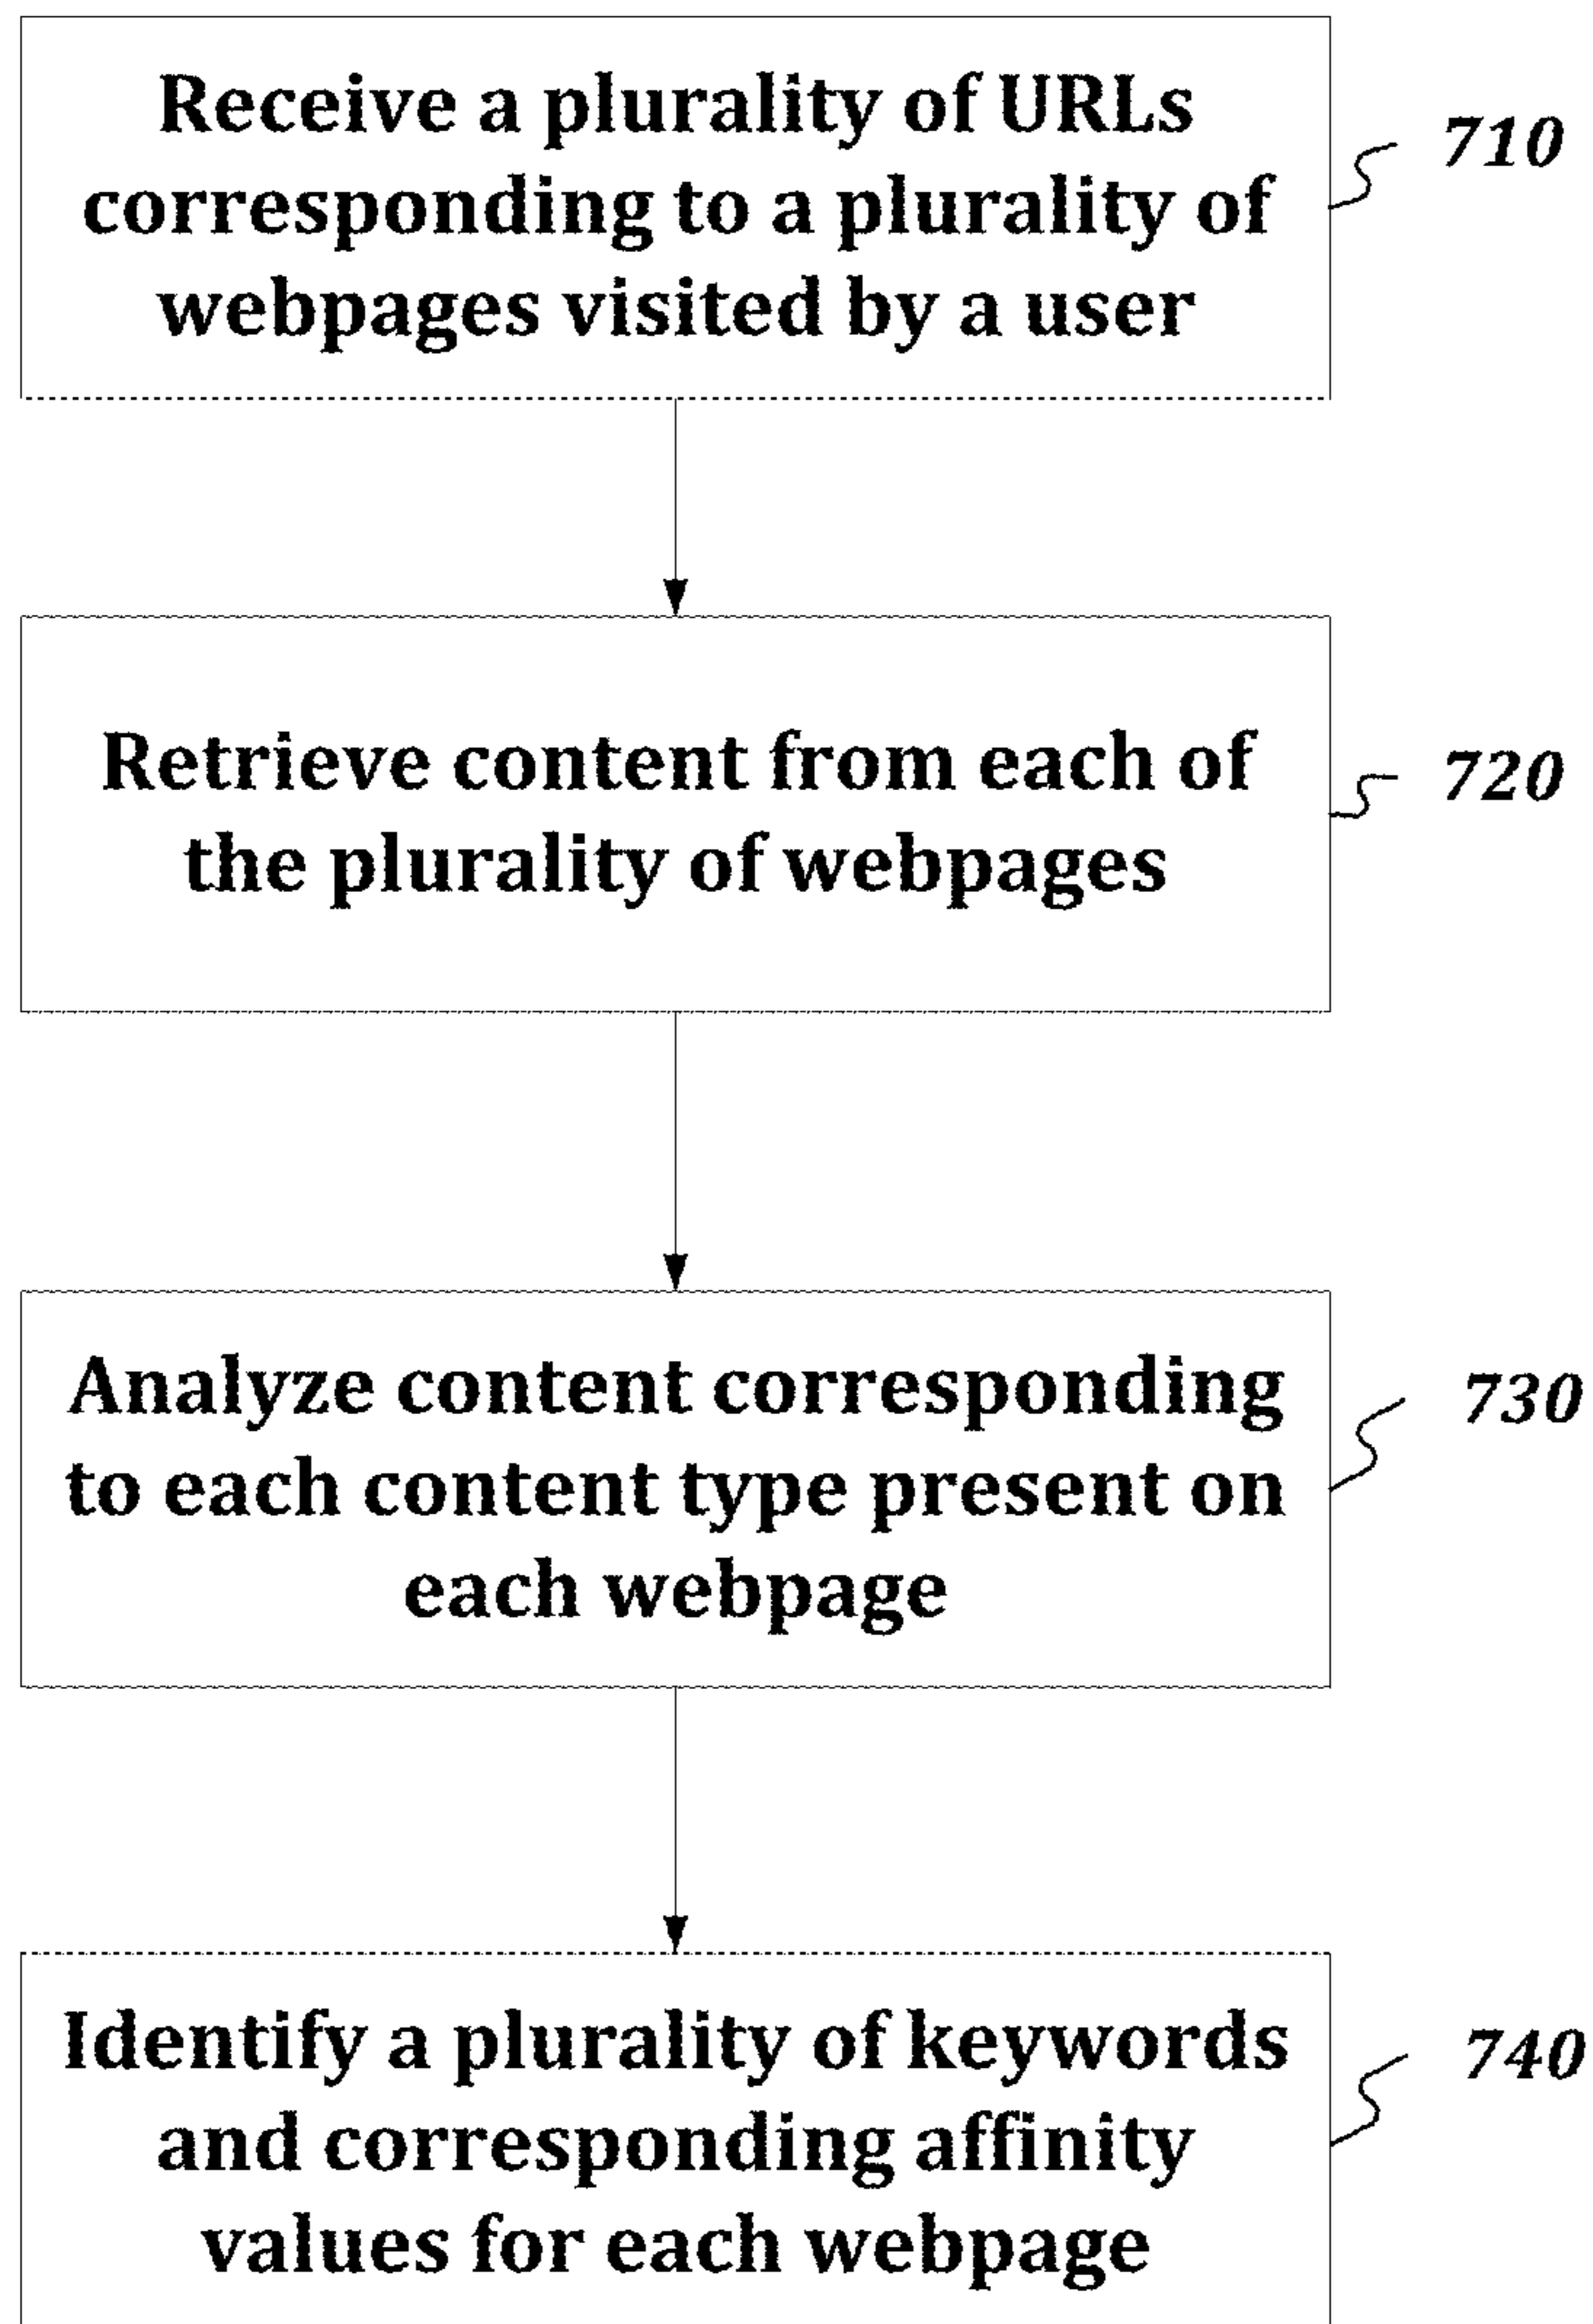 Receive a plurality of URLs
corresponding to a plurality of
webpages visited by a user
710
Retrieve content from each of
the plurality of webpages
720
Analyze content corresponding
to each content type present on
each webpage
730
Identify a plurality of keywords
and corresponding affinity
values for each webpage
740